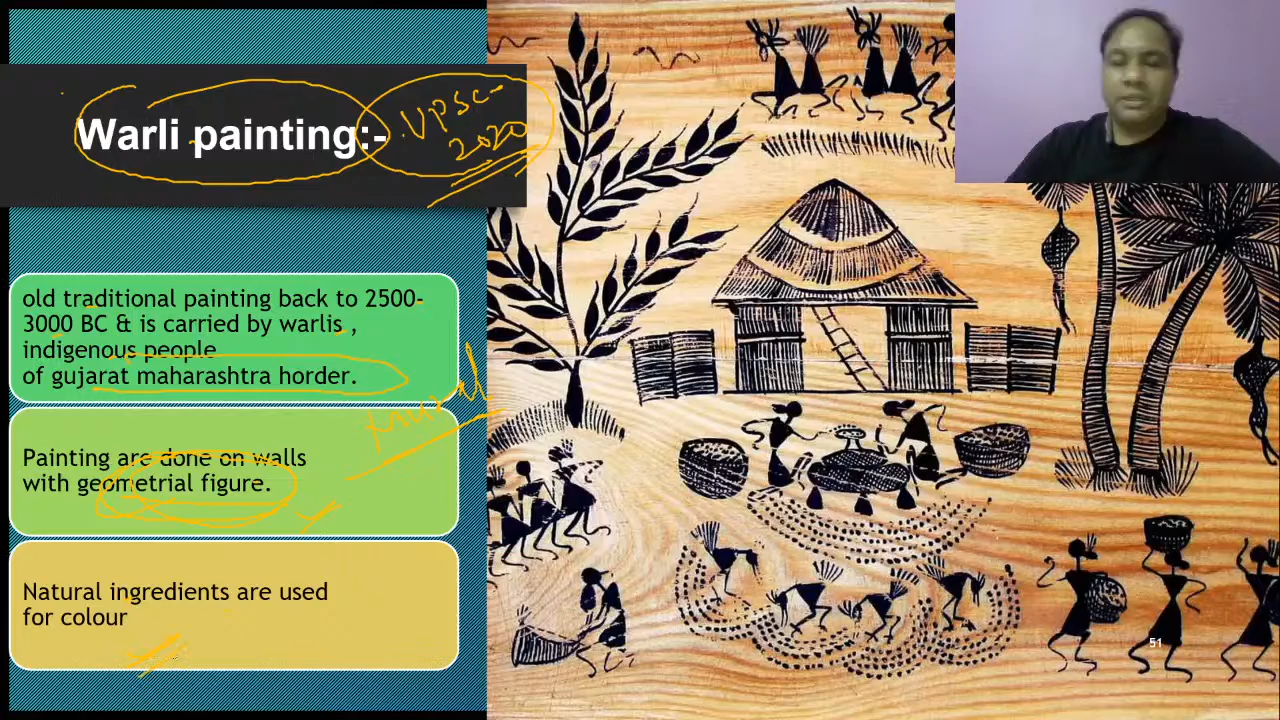 Warli painting:-
UPSC-
2020
old traditional painting back to 2500-
3000 BC & is carried by warlis ,
indigenous people
of gujarat maharashtra horder.
mural
Painting are done on walls
with geometrial figure.
Natural ingredients are used
for colour
51